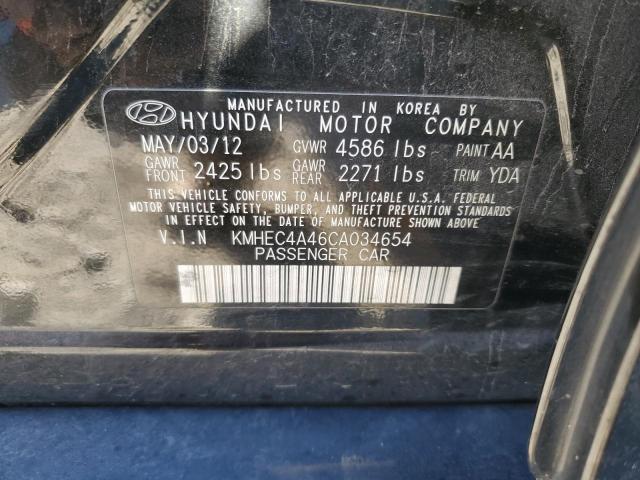 MANUFACTURED IN KOREA BY
HYUNDAI MOTOR COMPANY
MAY/03/12 GVWR 4586 lbs PAINT AA
GAWR FRONT 2425 lbs GAWR REAR 2271 lbs TRIM YDA
THIS VEHICLE CONFORMS TO ALL APPLICABLE U.S.A. FEDERAL
MOTOR VEHICLE SAFETY, BUMPER, AND THEFT PREVENTION STANDARDS
IN EFFECT ON THE DATE OF MANUFACTURE SHOWN ABOVE
V.I.N KMHEC4A46CA034654
PASSENGER CAR